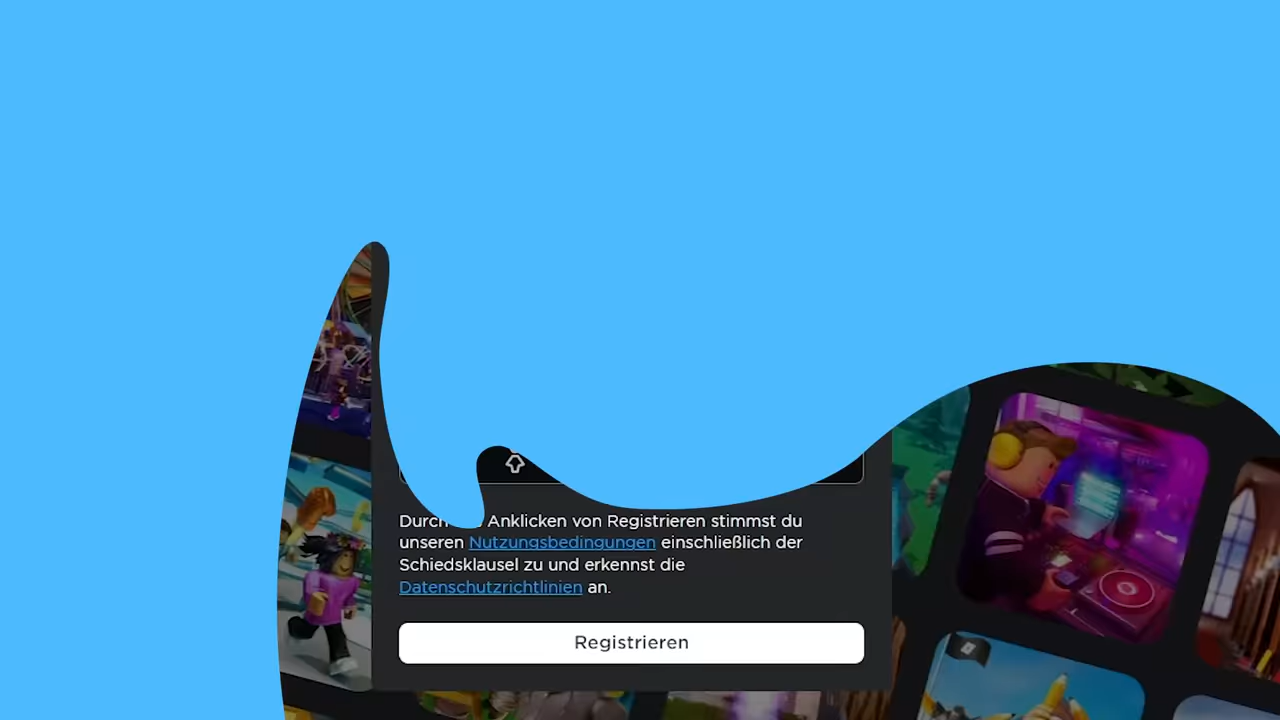 Durch Anklicken von Registrieren stimmst du
unseren Nutzungsbedingungen einschließlich der
Schiedsklausel zu und erkennst die
Datenschutzrichtlinien an.
Registrieren